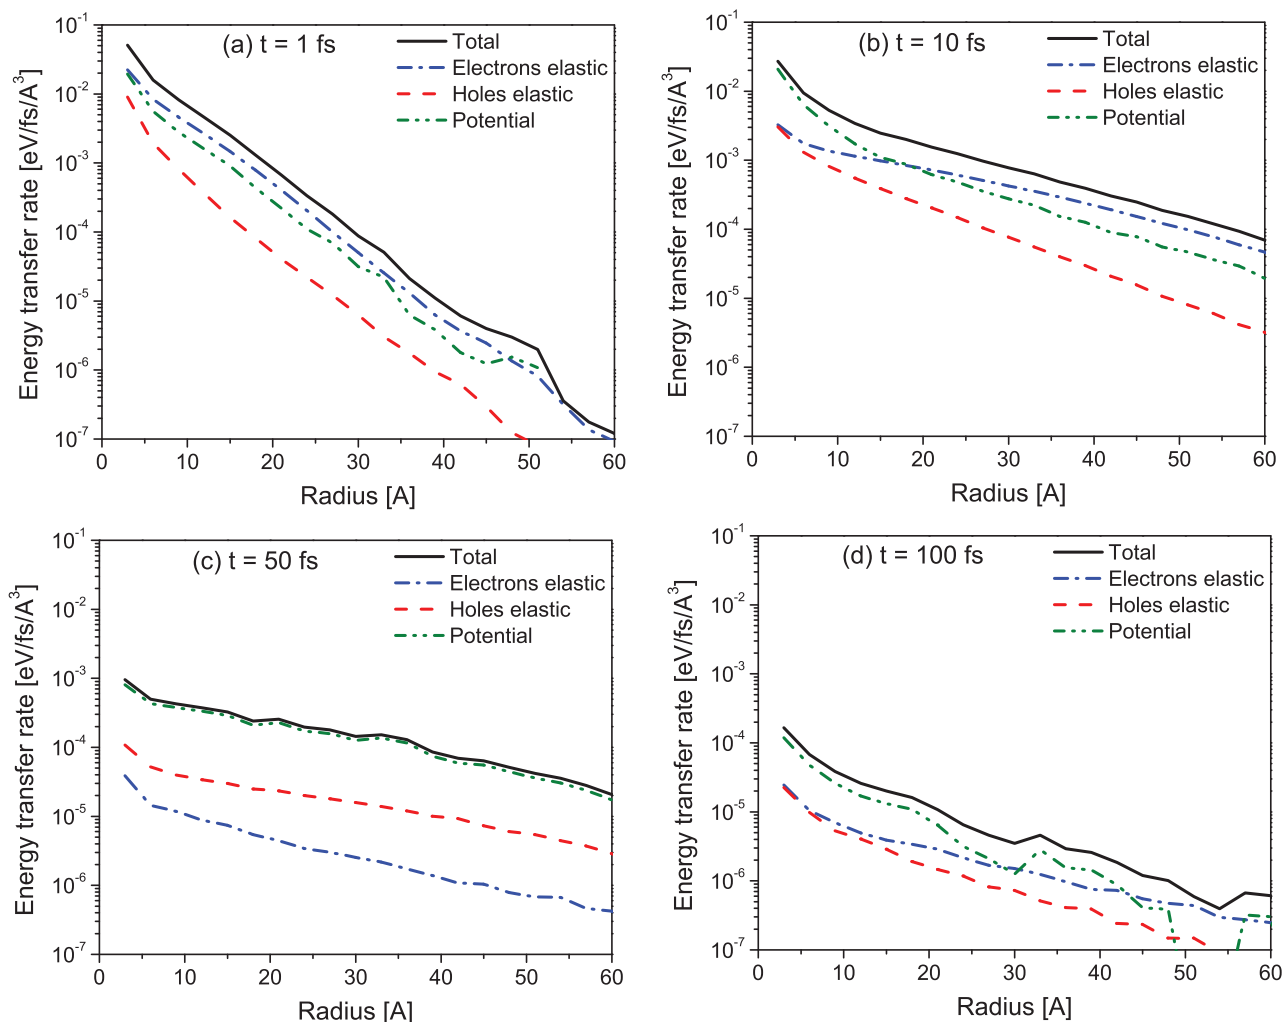 (a) t = 1 fs
Total
Electrons elastic
Holes elastic
Potential
Energy transfer rate [eV/fs/A^3]
10^-1
10^-2
10^-3
10^-4
10^-5
10^-6
10^-7
0 10 20 30 40 50 60
Radius [A]
(b) t = 10 fs
Total
Electrons elastic
Holes elastic
Potential
Energy transfer rate [eV/fs/A^3]
10^-1
10^-2
10^-3
10^-4
10^-5
10^-6
10^-7
0 10 20 30 40 50 60
Radius [A]
(c) t = 50 fs
Total
Electrons elastic
Holes elastic
Potential
Energy transfer rate [eV/fs/A^3]
10^-1
10^-2
10^-3
10^-4
10^-5
10^-6
10^-7
0 10 20 30 40 50 60
Radius [A]
(d) t = 100 fs
Total
Electrons elastic
Holes elastic
Potential
Energy transfer rate [eV/fs/A^3]
10^-1
10^-2
10^-3
10^-4
10^-5
10^-6
10^-7
0 10 20 30 40 50 60
Radius [A]